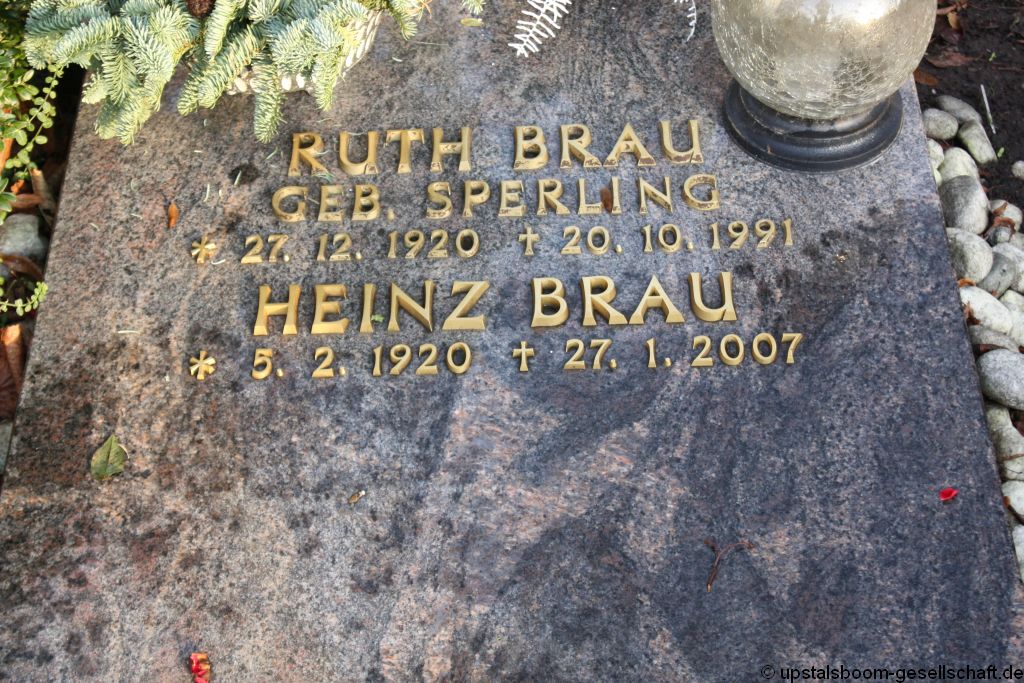 RUTH BRAU
GEB. SPERLING
* 27. 12. 1920 ✝ 20. 10. 1991
HEINZ BRAU
* 5. 2. 1920 ✝ 27. 1. 2007
© upstalsboom-gesellschaft.de